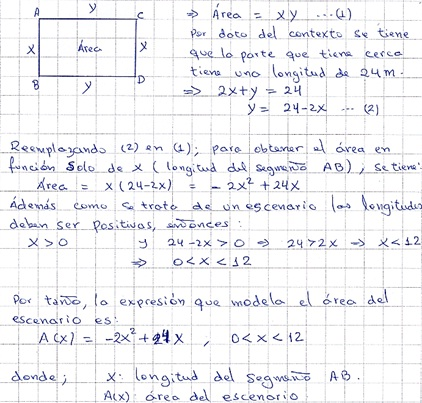 A y C
⇒ Área = xy ...(1)
x Área x
Por dato del contexto se tiene
que la parte que tiene cerca
B y D
tiene una longitud de 24m.
⇒ 2x+y = 24
y = 24-2x ... (2)
Reemplazando (2) en (1); para obtener el área en
función solo de x (longitud del segmento AB), se tiene:
Área = x(24-2x) = -2x² + 24x
Además como se trata de un escenario las longitudes
deben ser positivas, entonces:
x>0 y 24-2x>0 ⇒ 24>2x ⇒ x<12
⇒ 0<x<12
Por tanto, la expresión que modela el área del
escenario es:
A(x) = -2x² + 24x , 0<x<12
donde; x: longitud del segmento AB.
A(x): área del escenario